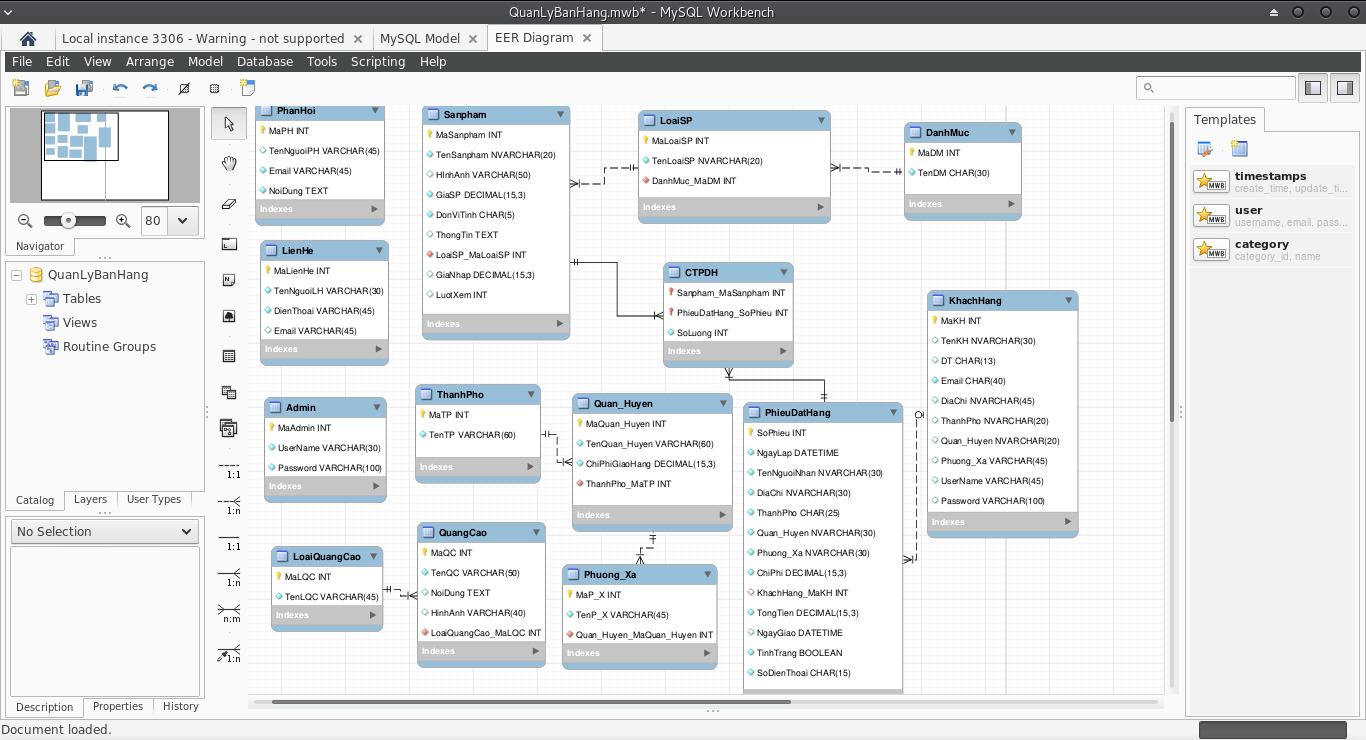 QuanLyBanHang.mwb* - MySQL Workbench
Local instance 3306 - Warning - not supported
MySQL Model
EER Diagram
File Edit View Arrange Model Database Tools Scripting Help
80
Navigator
QuanLyBanHang
Tables
Views
Routine Groups
Catalog Layers User Types
No Selection
Description Properties History
1:1
1:n
1:1
1:n
n:m
1:n
PhanHoi
MaPH INT
TenNguoiPH VARCHAR(45)
Email VARCHAR(45)
NoiDung TEXT
Indexes
LienHe
MaLienHe INT
TenNguoiLH VARCHAR(30)
DienThoai VARCHAR(45)
Email VARCHAR(45)
Indexes
Admin
MaAdmin INT
UserName VARCHAR(30)
Password VARCHAR(100)
Indexes
LoaiQuangCao
MaLQC INT
TenLQC VARCHAR(45)
Indexes
Sanpham
MaSanpham INT
TenSanpham NVARCHAR(20)
HInhAnh VARCHAR(50)
GiaSP DECIMAL(15,3)
DonViTinh CHAR(5)
ThongTin TEXT
LoaiSP_MaLoaiSP INT
GiaNhap DECIMAL(15,3)
LuotXem INT
Indexes
ThanhPho
MaTP INT
TenTP VARCHAR(60)
Indexes
QuangCao
MaQC INT
TenQC VARCHAR(50)
NoiDung TEXT
HinhAnh VARCHAR(40)
LoaiQuangCao_MaLQC INT
Indexes
LoaiSP
MaLoaiSP INT
TenLoaiSP NVARCHAR(20)
DanhMuc_MaDM INT
Indexes
DanhMuc
MaDM INT
TenDM CHAR(30)
Indexes
CTPDH
Sanpham_MaSanpham INT
PhieuDatHang_SoPhieu INT
SoLuong INT
Indexes
Quan_Huyen
MaQuan_Huyen INT
TenQuan_Huyen VARCHAR(60)
ChiPhiGiaoHang DECIMAL(15,3)
ThanhPho_MaTP INT
Indexes
Phuong_Xa
MaP_X INT
TenP_X VARCHAR(45)
Quan_Huyen_MaQuan_Huyen INT
Indexes
PhieuDatHang
SoPhieu INT
NgayLap DATETIME
TenNguoiNhan NVARCHAR(30)
DiaChi NVARCHAR(30)
ThanhPho CHAR(25)
Quan_Huyen NVARCHAR(30)
Phuong_Xa NVARCHAR(30)
ChiPhi DECIMAL(15,3)
KhachHang_MaKH INT
TongTien DECIMAL(15,3)
NgayGiao DATETIME
TinhTrang BOOLEAN
SoDienThoai CHAR(15)
KhachHang
MaKH INT
TenKH NVARCHAR(30)
DT CHAR(13)
Email CHAR(40)
DiaChi NVARCHAR(45)
ThanhPho NVARCHAR(20)
Quan_Huyen NVARCHAR(20)
Phuong_Xa VARCHAR(45)
UserName VARCHAR(45)
Password VARCHAR(100)
Indexes
Templates
MWB
timestamps
create_time, update_ti...
MWB
user
username, email, pass...
MWB
category
category_id, name
Document loaded.